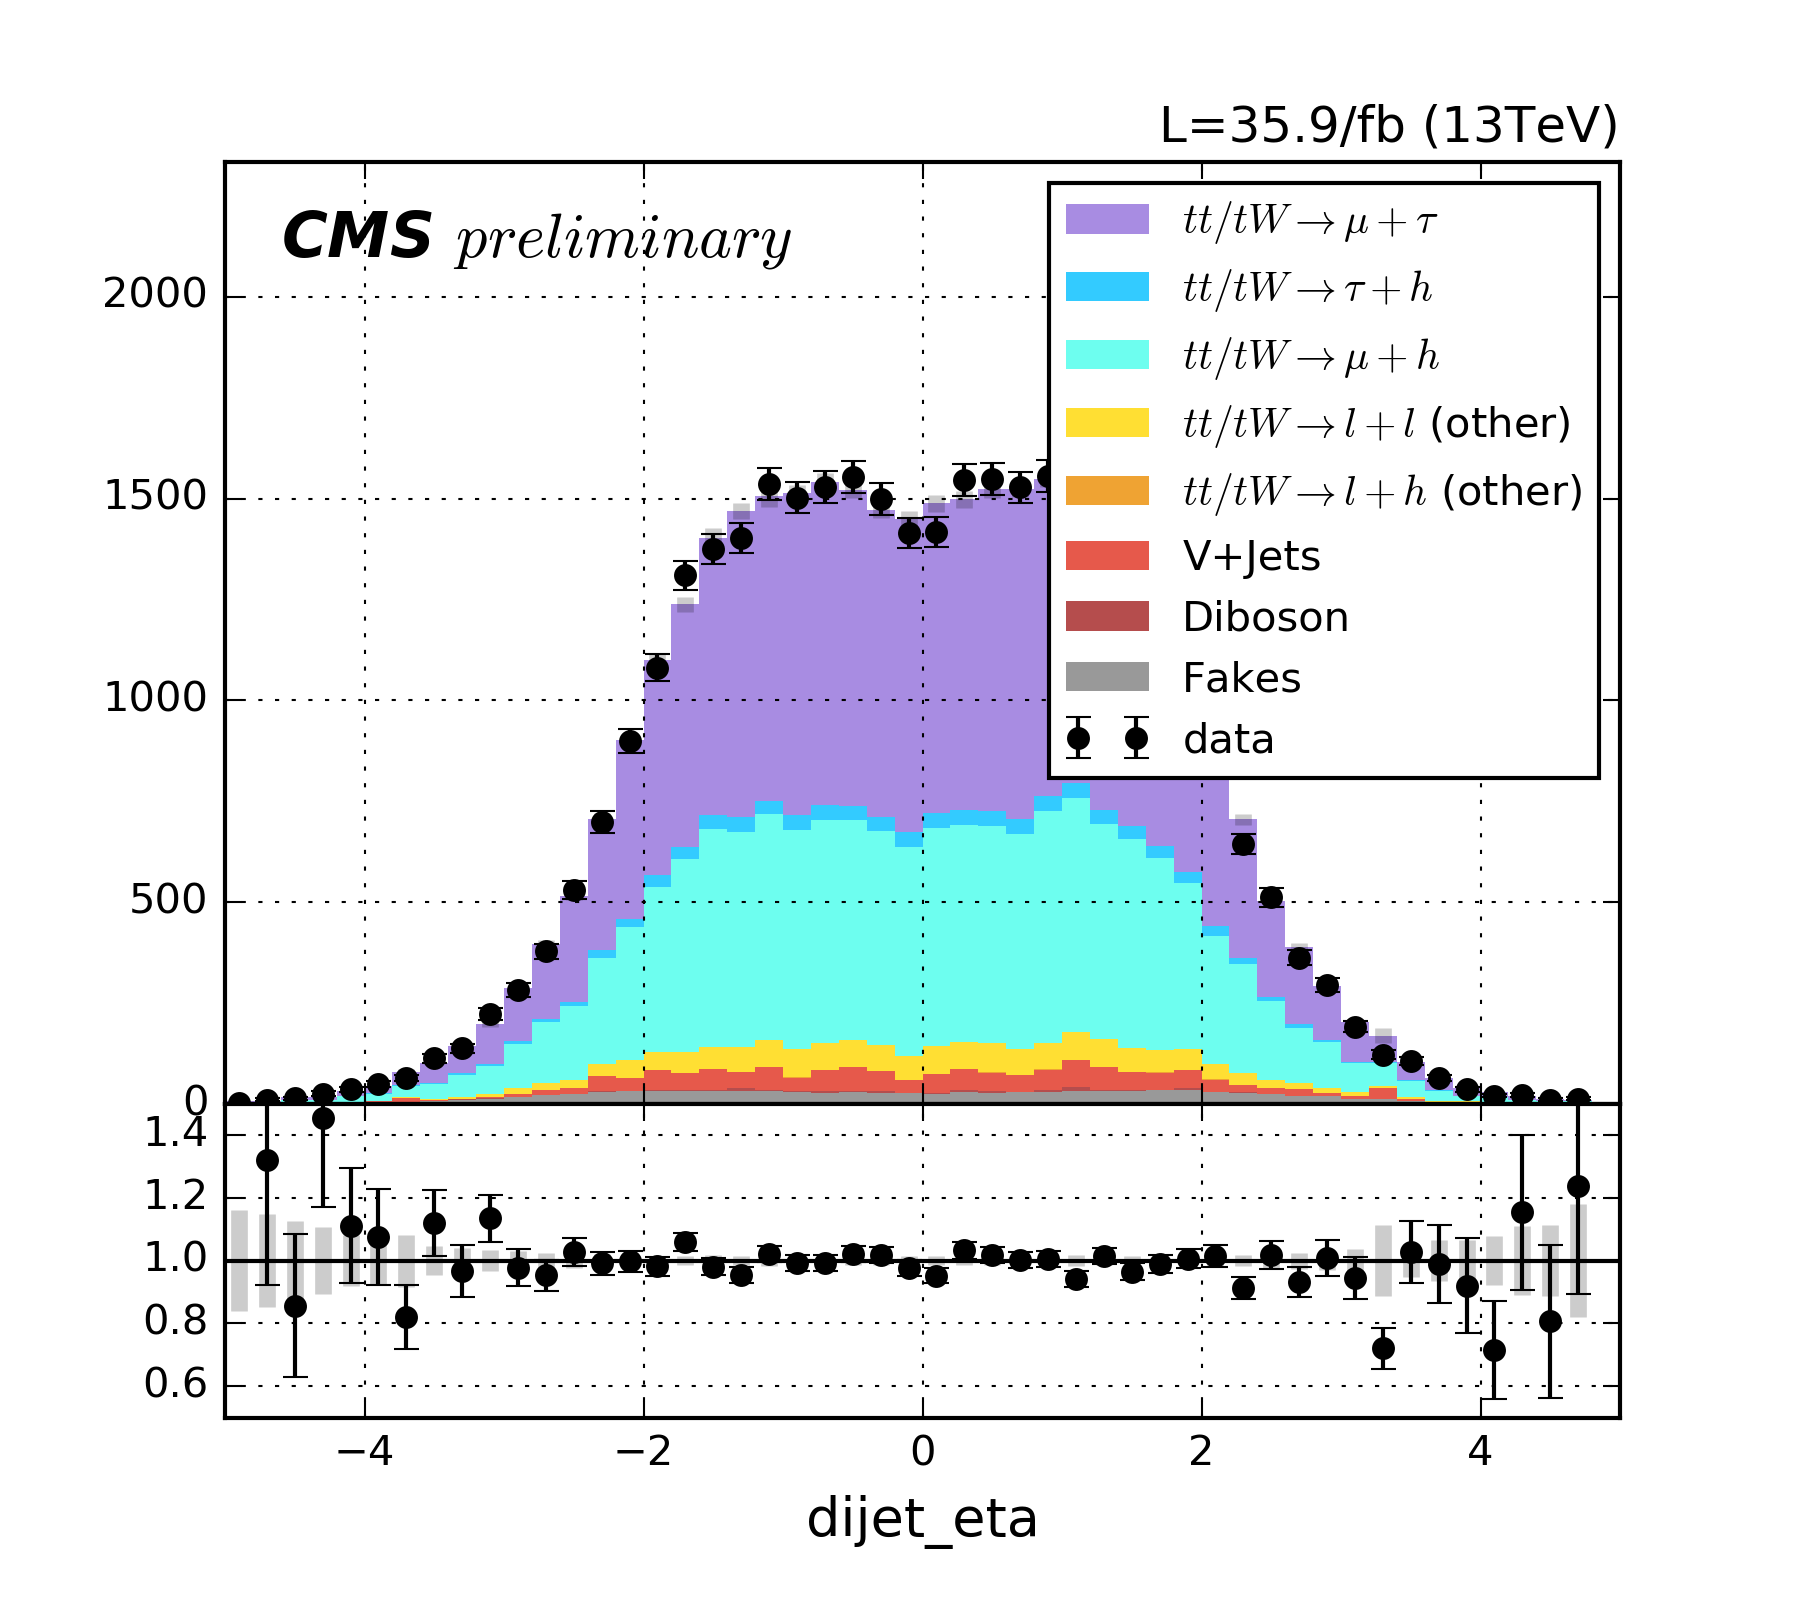 L=35.9/fb (13TeV)
CMS preliminary
tt/tW → μ + τ
tt/tW → τ + h
tt/tW → μ + h
tt/tW → l + l (other)
tt/tW → l + h (other)
V+Jets
Diboson
Fakes
data
2000
1500
1000
500
0
1.4
1.2
1.0
0.8
0.6
−4 −2 0 2 4
dijet_eta